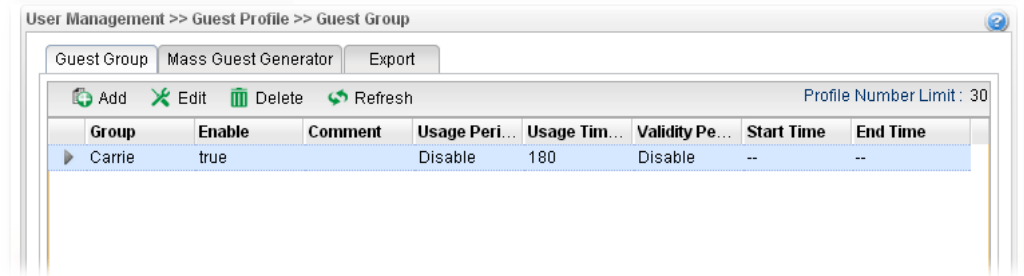 User Management >> Guest Profile >> Guest Group
Guest Group Mass Guest Generator Export
Add Edit Delete Refresh Profile Number Limit : 30
Group Enable Comment Usage Peri... Usage Tim... Validity Pe... Start Time End Time
Carrie true Disable 180 Disable -- --